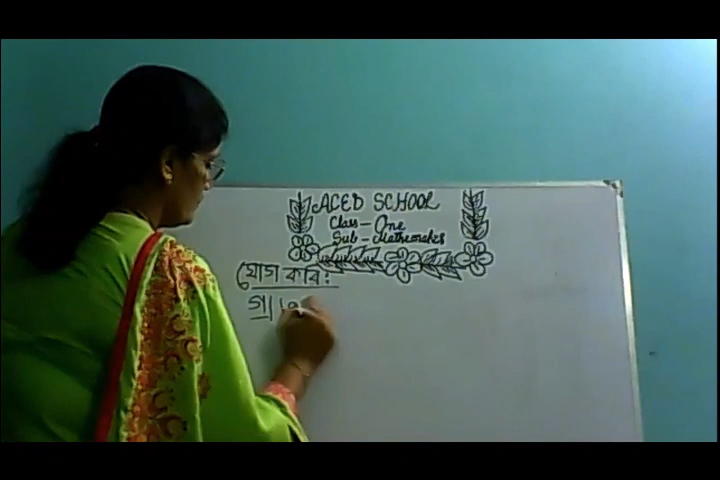 ACED SCHOOL
Class - One
Sub - Mathematics
যোগ করি:
গ|